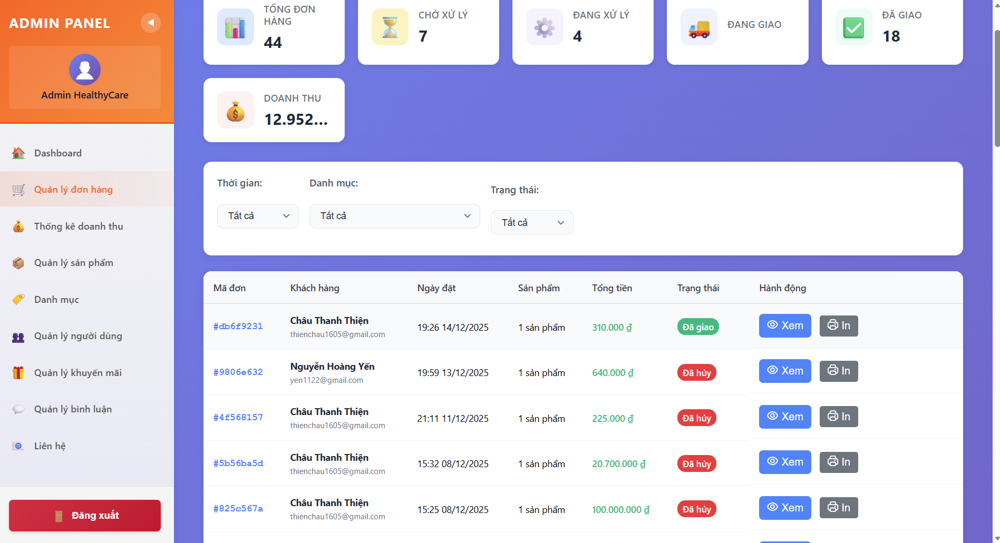 ADMIN PANEL
Admin HealthyCare
Dashboard
Quản lý đơn hàng
Thống kê doanh thu
Quản lý sản phẩm
Danh mục
Quản lý người dùng
Quản lý khuyến mãi
Quản lý bình luận
Liên hệ
Đăng xuất
TỔNG ĐƠN
HÀNG
44
CHỜ XỬ LÝ
7
ĐANG XỬ LÝ
4
ĐANG GIAO
ĐÃ GIAO
18
DOANH THU
12.952...
Thời gian:
Tất cả
Danh mục:
Tất cả
Trạng thái:
Tất cả
Mã đơn Khách hàng Ngày đặt Sản phẩm Tổng tiền Trạng thái Hành động
#db6f9231 Châu Thanh Thiện 19:26 14/12/2025 1 sản phẩm 310.000 ₫ Đã giao Xem In
thienchau1605@gmail.com
#9806e632 Nguyễn Hoàng Yến 19:59 13/12/2025 1 sản phẩm 640.000 ₫ Đã hủy Xem In
yen1122@gmail.com
#4f568157 Châu Thanh Thiện 21:11 11/12/2025 1 sản phẩm 225.000 ₫ Đã hủy Xem In
thienchau1605@gmail.com
#5b56ba5d Châu Thanh Thiện 15:32 08/12/2025 1 sản phẩm 20.700.000 ₫ Đã hủy Xem In
thienchau1605@gmail.com
#825c567a Châu Thanh Thiện 15:25 08/12/2025 1 sản phẩm 100.000.000 ₫ Đã hủy Xem In
thienchau1605@gmail.com